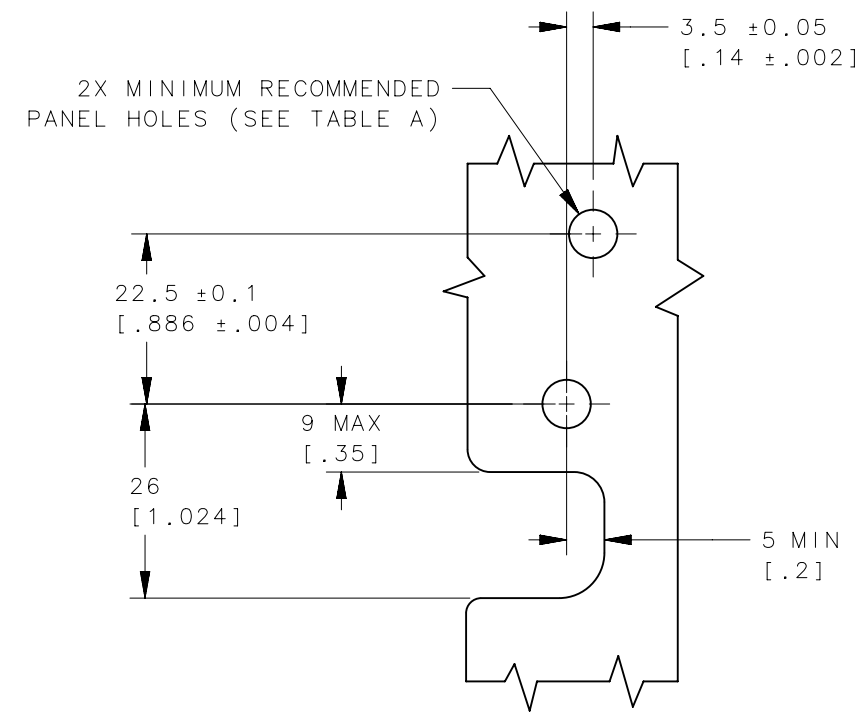 3.5 ±0.05
[.14 ±.002]
2X MINIMUM RECOMMENDED
PANEL HOLES (SEE TABLE A)
22.5 ±0.1
[.886 ±.004]
9 MAX
[.35]
26
[1.024]
5 MIN
[.2]